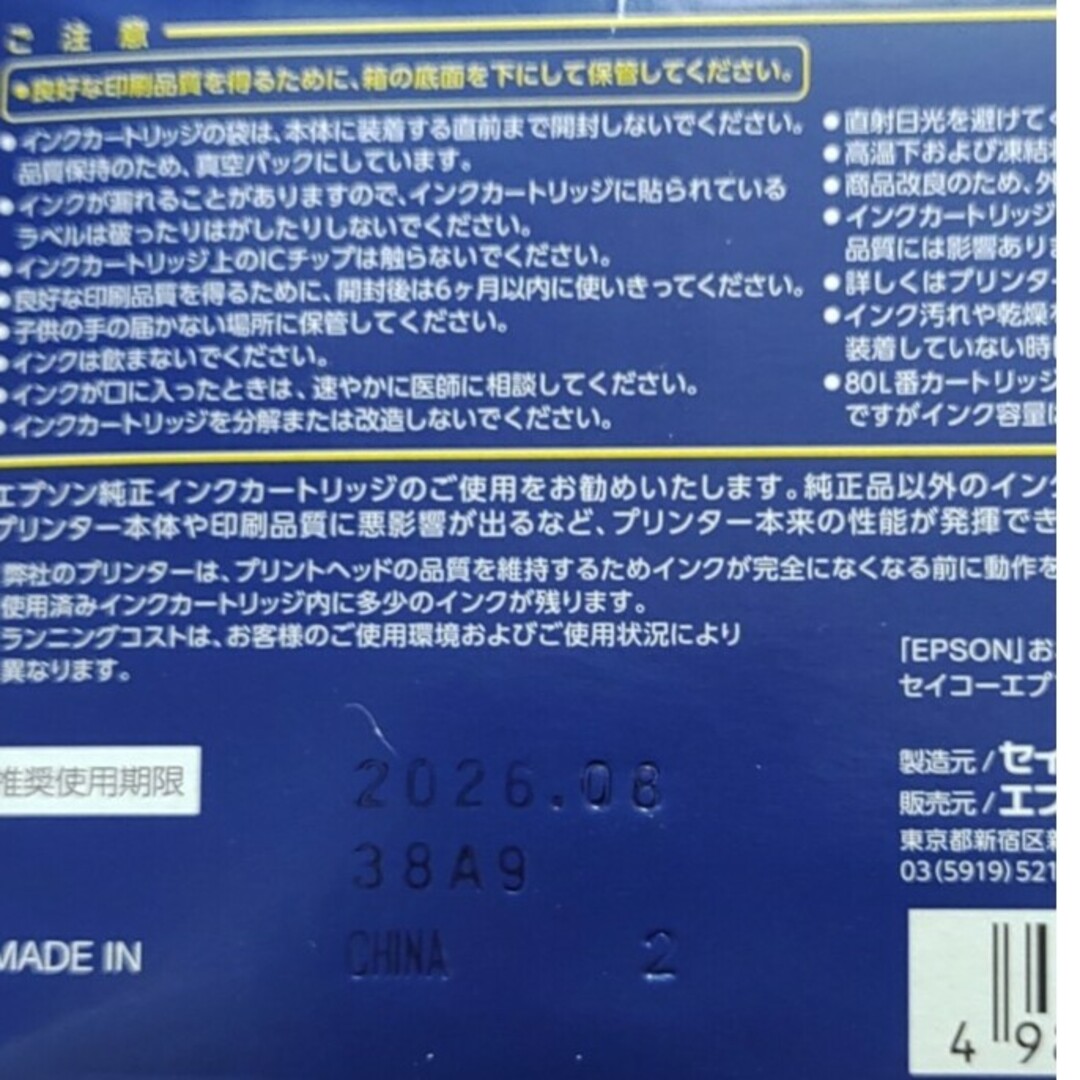 ご注意
●良好な印刷品質を得るために、箱の底面を下にして保管してください。
●インクカートリッジの袋は、本体に装着する直前まで開封しないでください。
品質保持のため、真空パックにしています。
●インクが漏れることがありますので、インクカートリッジに貼られている
ラベルは破ったりはがしたりしないでください。
●インクカートリッジ上のICチップは触らないでください。
●良好な印刷品質を得るために、開封後は6ヶ月以内に使いきってください。
●子供の手の届かない場所に保管してください。
●インクは飲まないでください。
●インクが口に入ったときは、速やかに医師に相談してください。
●インクカートリッジを分解または改造しないでください。
●直射日光を避けて
●高温下および凍結
●商品改良のため、外
●インクカートリッジ
品質には影響あり
●詳しくはプリンター
●インク汚れや乾燥
装着していない時
●80L番カートリッジ
ですがインク容量
エプソン純正インクカートリッジのご使用をお勧めいたします。純正品以外のイン
プリンター本体や印刷品質に悪影響が出るなど、プリンター本来の性能が発揮でき
弊社のプリンターは、プリントヘッドの品質を維持するためインクが完全になくなる前に動作を
使用済みインクカートリッジ内に多少のインクが残ります。
ランニングコストは、お客様のご使用環境およびご使用状況により
異なります。
「EPSON」お
セイコーエプ
推奨使用期限
2026.08
38A9
MADE IN
CHINA 2
製造元/セイ
販売元/エプ
東京都新宿区新
03(5919)521
4 9